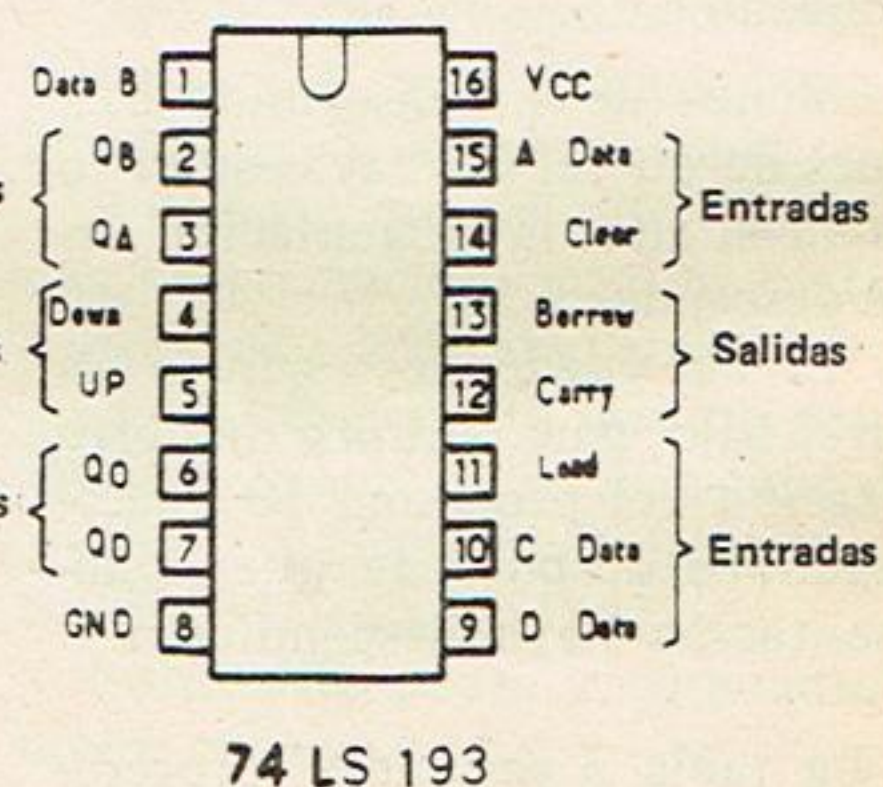 Data B 1 16 VCC
QB 2 15 A Data
Entradas
QA 3 14 Clear
Down 4 13 Borrow
Salidas
UP 5 12 Carry
QD 6 11 Load
QD 7 10 C Data
Entradas
GND 8 9 D Data
74 LS 193